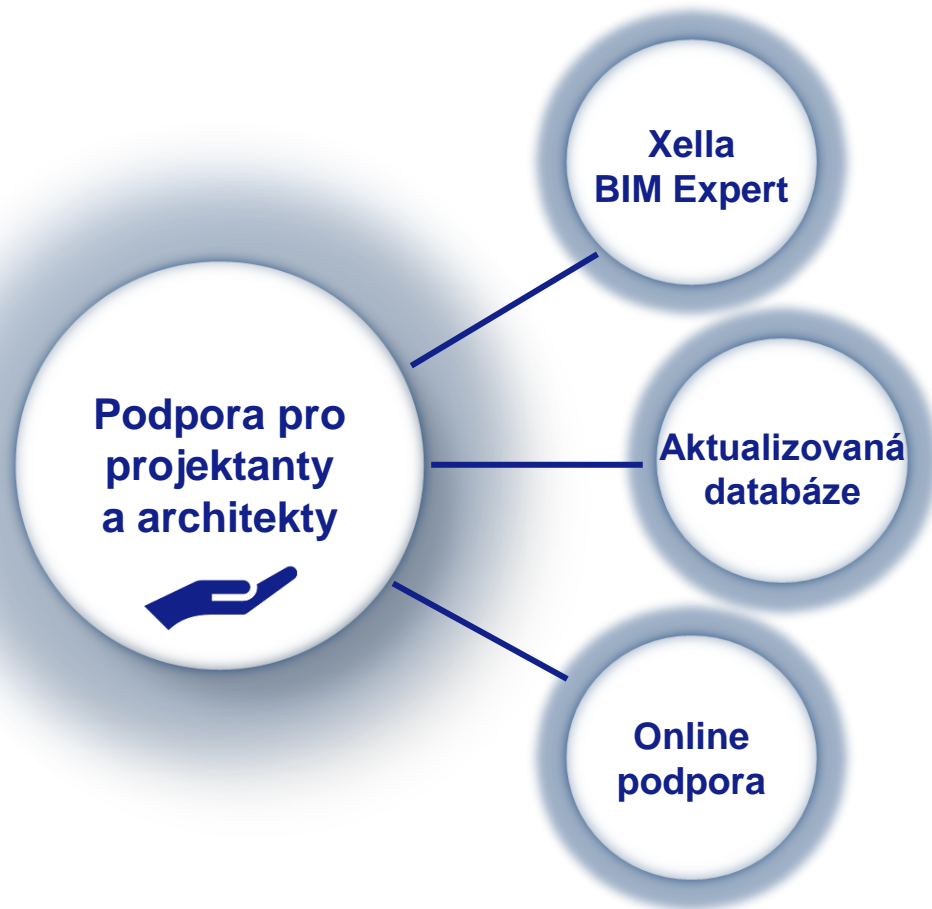 Podpora pro
projektanty
a architekty
Xella
BIM Expert
Aktualizovaná
databáze
Online
podpora